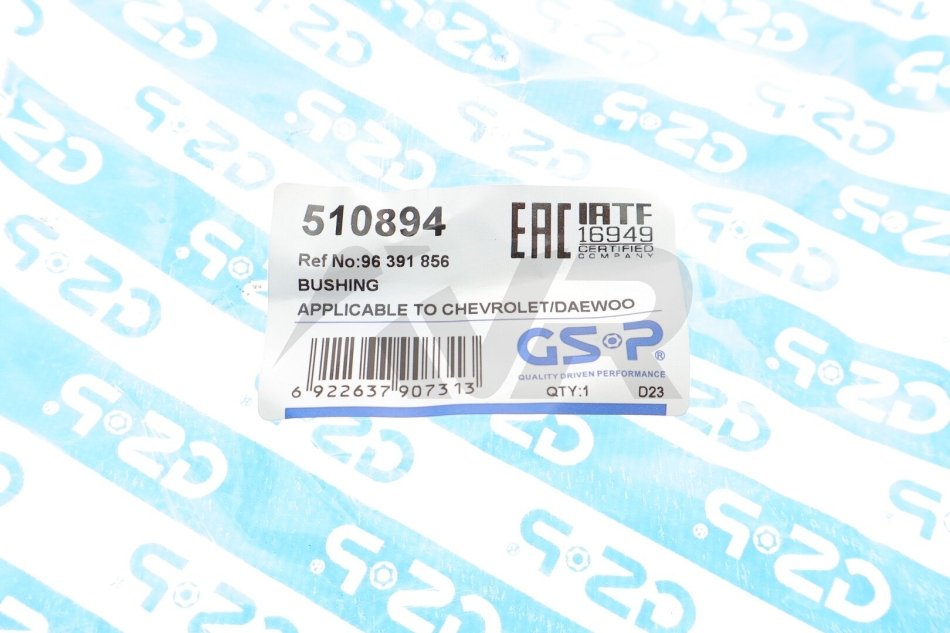 510894
EAC
IATF
16949
CERTIFIED
COMPANY
Ref No:96 391 856
BUSHING
APPLICABLE TO CHEVROLET/DAEWOO
GS-P®
QUALITY DRIVEN PERFORMANCE
6 922637 907313
QTY:1 D23